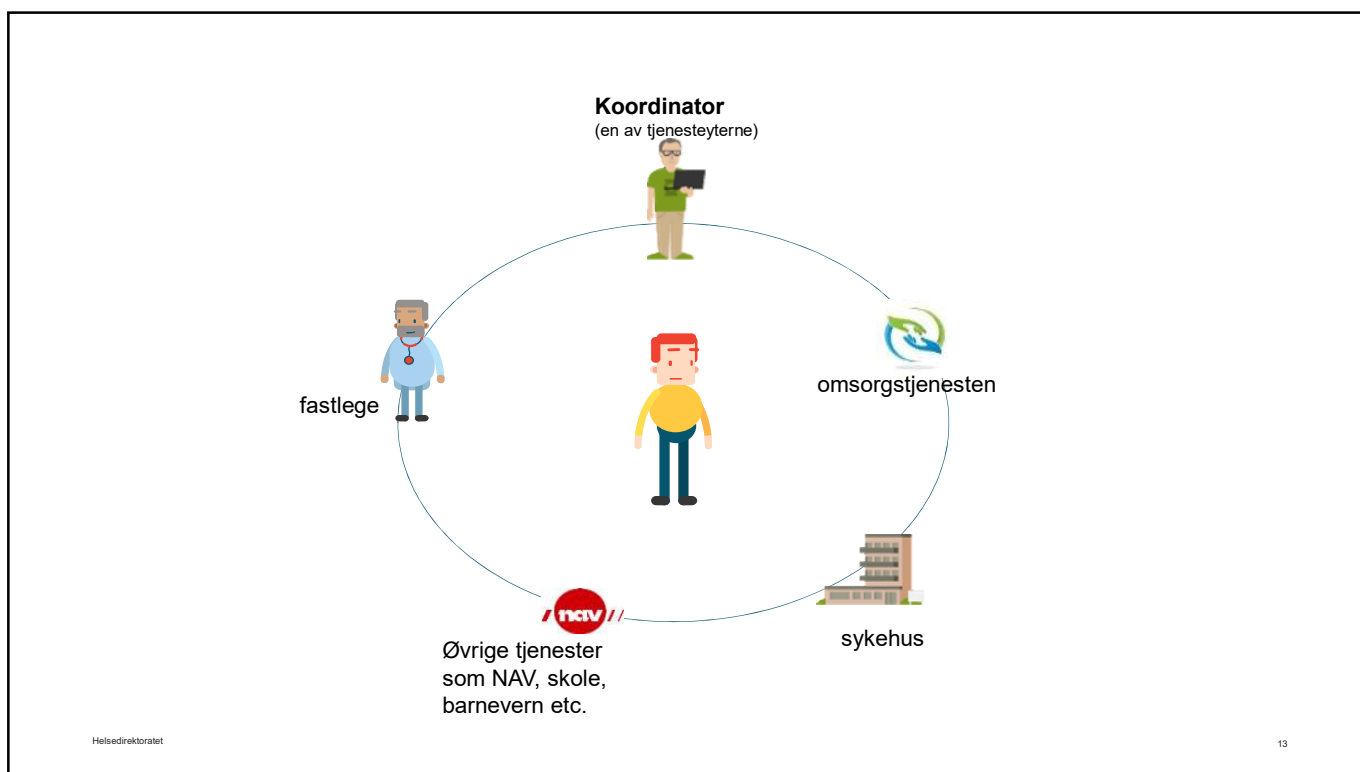 Koordinator
(en av tjenesteyterne)
omsorgstjenesten
fastlege
sykehus
/nav//
Øvrige tjenester
som NAV, skole,
barnevern etc.
Helsedirektoratet
13